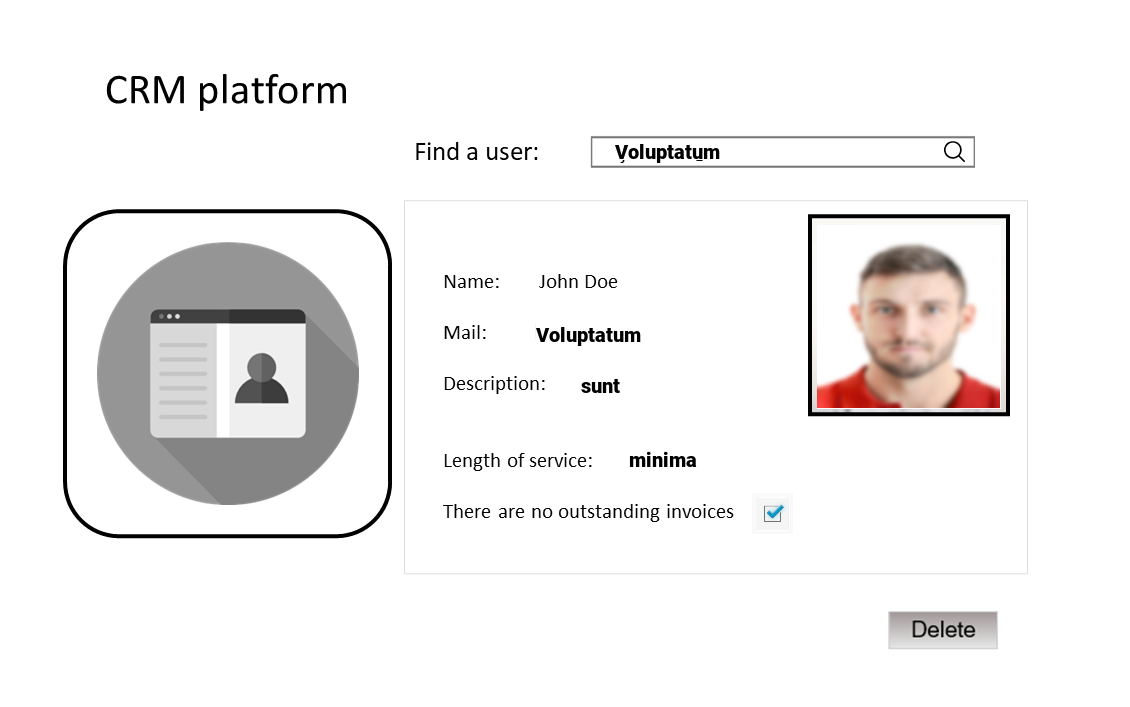 CRM platform
Find a user: Voluptatum
Name: John Doe
Mail: Voluptatum
Description: sunt
Length of service: minima
There are no outstanding invoices
Delete